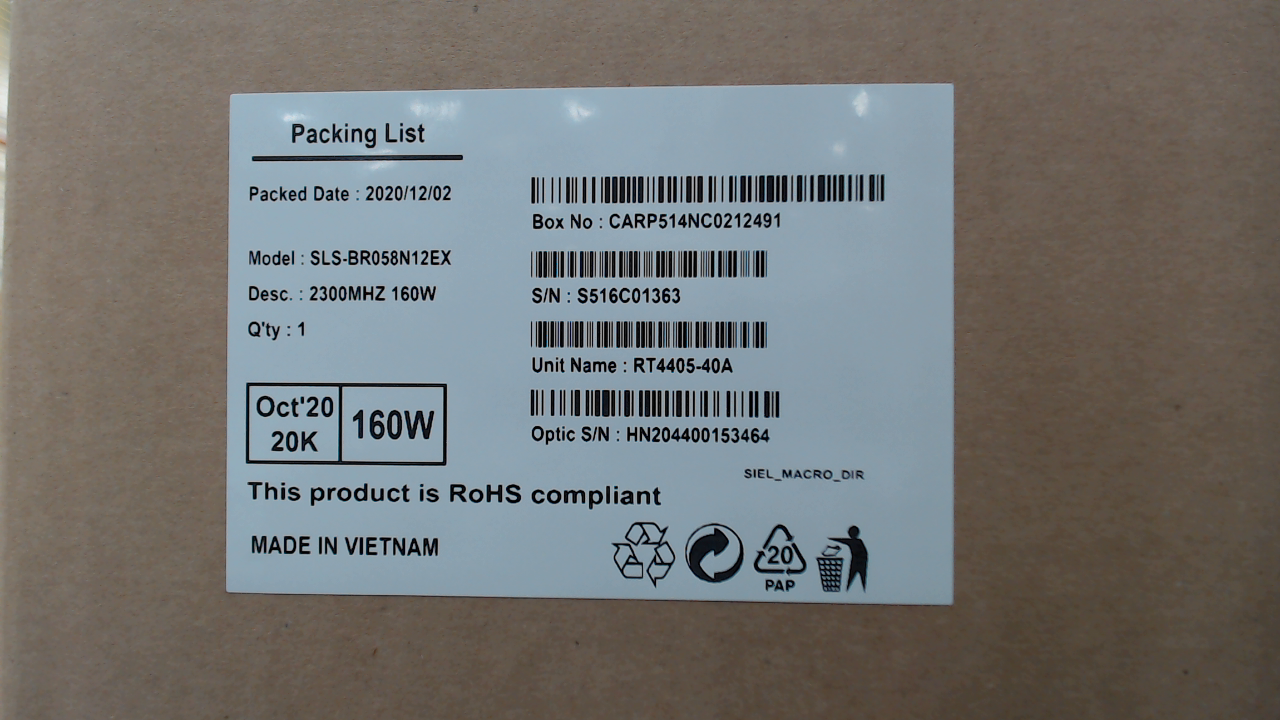 Packing List
Packed Date : 2020/12/02
Model : SLS-BR058N12EX
Desc. : 2300MHZ 160W
Q'ty : 1
Oct'20
20K
160W
Box No : CARP514NC0212491
S/N : S516C01363
Unit Name : RT4405-40A
Optic S/N : HN204400153464
SIEL_MACRO_DIR
This product is RoHS compliant
MADE IN VIETNAM
20
PAP